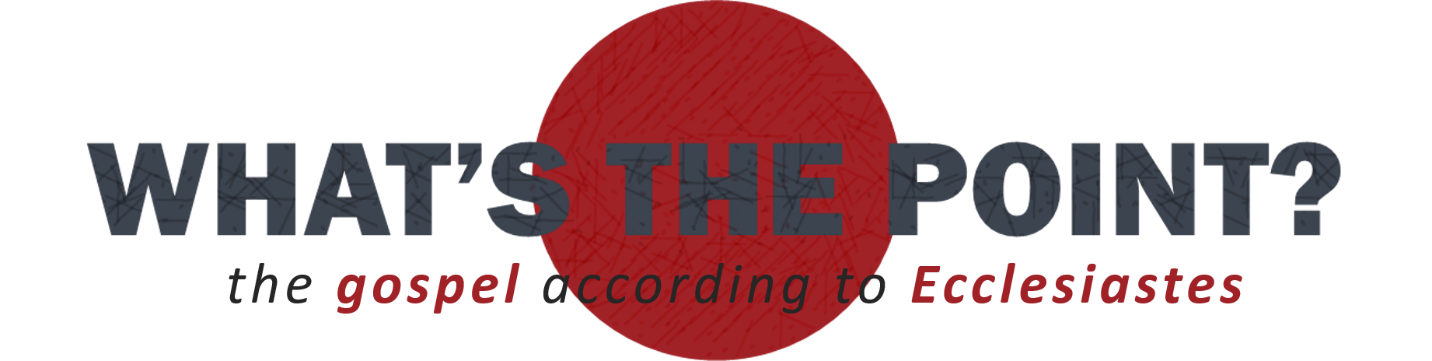 WHAT’S THE POINT?
the gospel according to Ecclesiastes